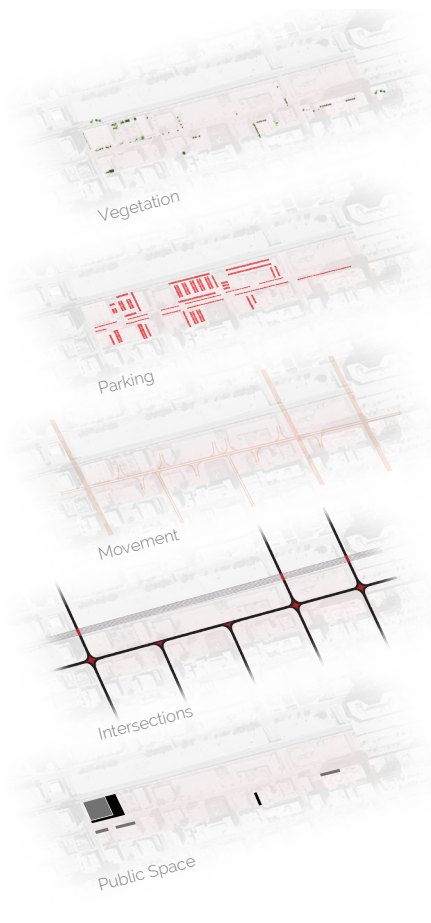 Vegetation
Parking
Movement
Intersections
Public Space